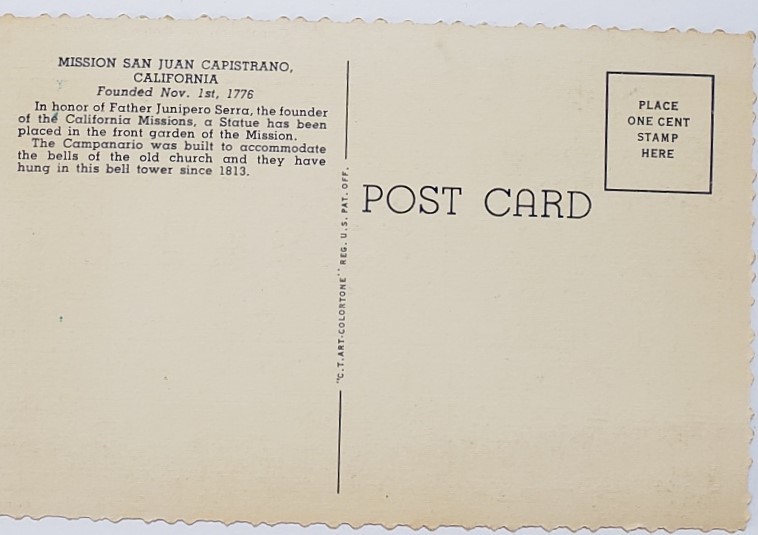 MISSION SAN JUAN CAPISTRANO,
CALIFORNIA
Founded Nov. 1st, 1776
In honor of Father Junipero Serra, the founder
of the California Missions, a Statue has been
placed in the front garden of the Mission.
The Campanario was built to accommodate
the bells of the old church and they have
hung in this bell tower since 1813.
"C.T. ART-COLORTONE" REG. U.S. PAT. OFF.
POST CARD
PLACE
ONE CENT
STAMP
HERE